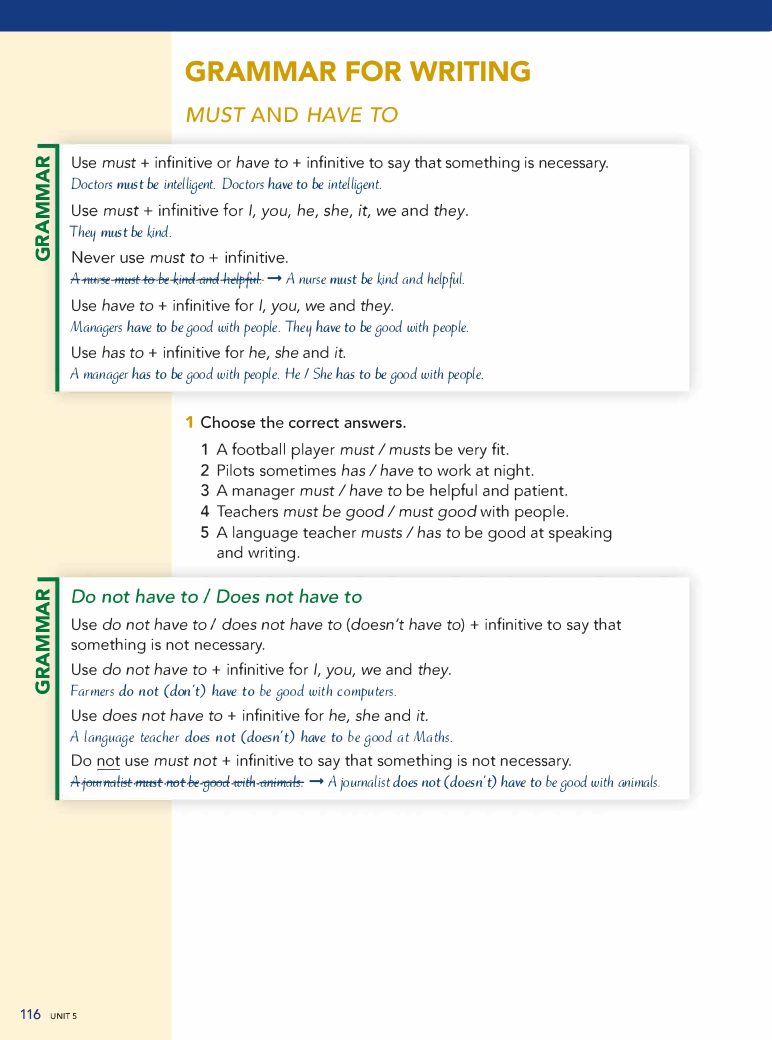 GRAMMAR FOR WRITING
MUST AND HAVE TO
GRAMMAR
Use must + infinitive or have to + infinitive to say that something is necessary.
Doctors must be intelligent. Doctors have to be intelligent.
Use must + infinitive for I, you, he, she, it, we and they.
They must be kind.
Never use must to + infinitive.
A nurse must to be kind and helpful. → A nurse must be kind and helpful.
Use have to + infinitive for I, you, we and they.
Managers have to be good with people. They have to be good with people.
Use has to + infinitive for he, she and it.
A manager has to be good with people. He / She has to be good with people.
1 Choose the correct answers.
1 A football player must / musts be very fit.
2 Pilots sometimes has / have to work at night.
3 A manager must / have to be helpful and patient.
4 Teachers must be good / must good with people.
5 A language teacher musts / has to be good at speaking
and writing.
GRAMMAR
Do not have to / Does not have to
Use do not have to / does not have to (doesn't have to) + infinitive to say that
something is not necessary.
Use do not have to + infinitive for I, you, we and they.
Farmers do not (don't) have to be good with computers.
Use does not have to + infinitive for he, she and it.
A language teacher does not (doesn't) have to be good at Maths.
Do not use must not + infinitive to say that something is not necessary.
A journalist must not be good with animals. → A journalist does not (doesn't) have to be good with animals.
116 UNIT 5